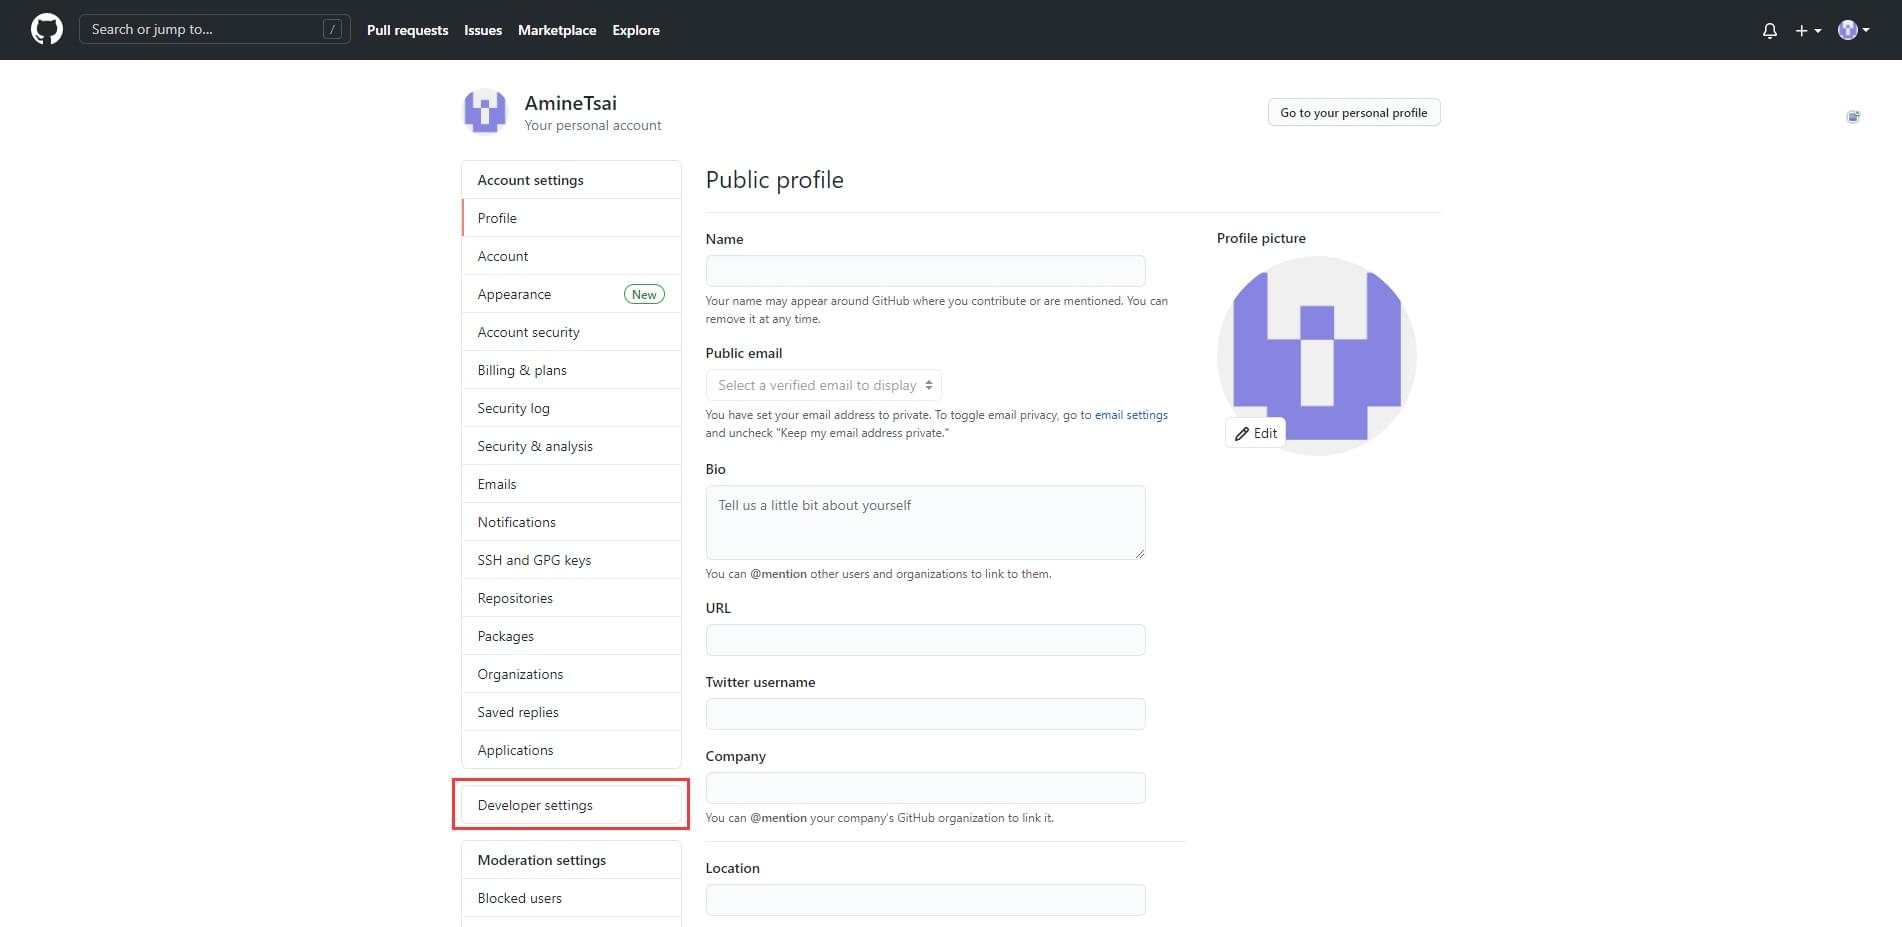 Search or jump to... /
Pull requests Issues Marketplace Explore
AmineTsai
Your personal account
Go to your personal profile
Account settings
Profile
Account
Appearance New
Account security
Billing & plans
Security log
Security & analysis
Emails
Notifications
SSH and GPG keys
Repositories
Packages
Organizations
Saved replies
Applications
Developer settings
Moderation settings
Blocked users
Public profile
Name
Your name may appear around GitHub where you contribute or are mentioned. You can
remove it at any time.
Public email
Select a verified email to display
You have set your email address to private. To toggle email privacy, go to email settings
and uncheck "Keep my email address private."
Bio
Tell us a little bit about yourself
You can @mention other users and organizations to link to them.
URL
Twitter username
Company
You can @mention your company's GitHub organization to link it.
Location
Profile picture
Edit